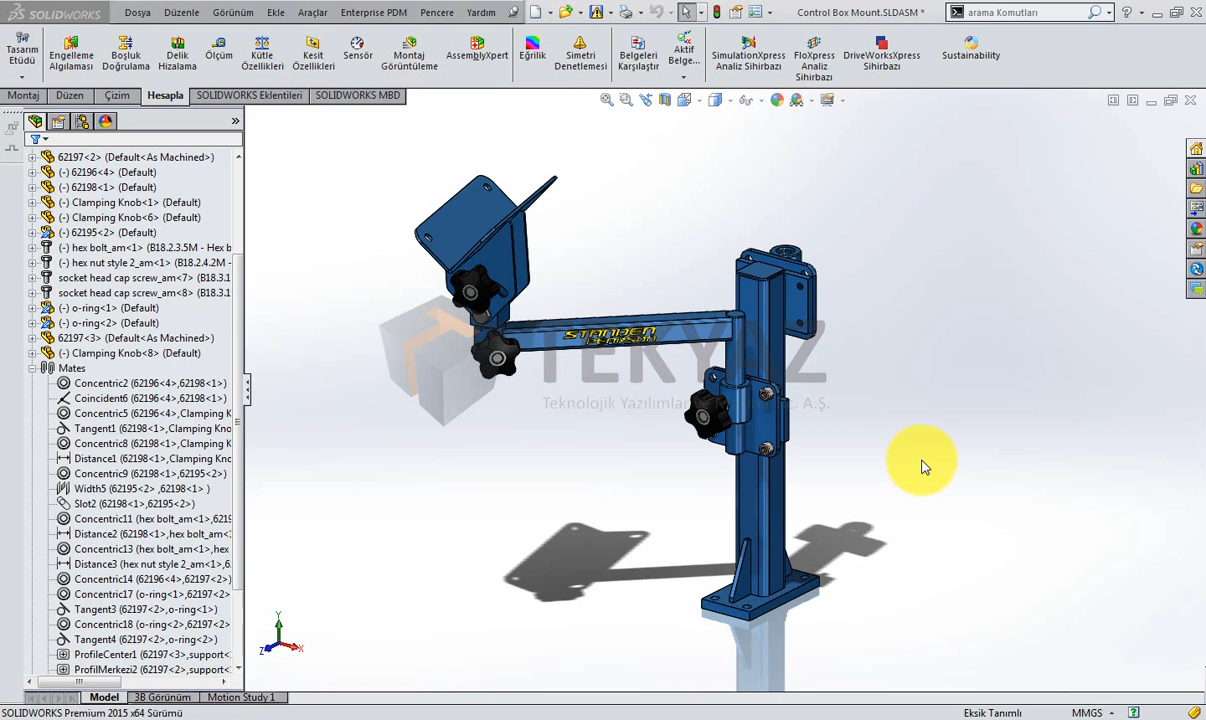 SOLIDWORKS
Dosya Düzenle Görünüm Ekle Araçlar Enterprise PDM Pencere Yardım
Control Box Mount.SLDASM *
arama Komutları
Tasarım Etüdü
Engelleme Algılaması
Boşluk Doğrulama
Delik Hizalama
Ölçüm
Kütle Özellikleri
Kesit Özellikleri
Sensör
Montaj Görüntüleme
AssemblyXpert
Eğrilik
Simetri Denetlemesi
Belgeleri Karşılaştır
Aktif Belge...
SimulationXpress Analiz Sihirbazı
FloXpress Analiz Sihirbazı
DriveWorksXpress Sihirbazı
Sustainability
Montaj Düzen Çizim Hesapla SOLIDWORKS Eklentileri SOLIDWORKS MBD
62197<2> (Default<As Machined>)
(-) 62196<4> (Default)
(-) 62198<1> (Default)
(-) Clamping Knob<1> (Default)
(-) Clamping Knob<6> (Default)
(-) 62195<2> (Default)
(-) hex bolt_am<1> (B18.2.3.5M - Hex b
(-) hex nut style 2_am<1> (B18.2.4.2M -
socket head cap screw_am<7> (B18.3.1
socket head cap screw_am<8> (B18.3.1
(-) o-ring<1> (Default)
(-) o-ring<2> (Default)
62197<3> (Default<As Machined>)
(-) Clamping Knob<8> (Default)
Mates
Concentric2 (62196<4>,62198<1>)
Coincident6 (62196<4>,62198<1>)
Concentric5 (62196<4>,Clamping K
Tangent1 (62198<1>,Clamping Kno
Concentric8 (62198<1>,Clamping K
Distance1 (62198<1>,Clamping Kno
Concentric9 (62198<1>,62195<2>)
Width5 (62195<2> ,62198<1> )
Slot2 (62198<1>,62195<2>)
Concentric11 (hex bolt_am<1>,6219
Distance2 (62198<1>,hex bolt_am<
Concentric13 (hex bolt_am<1>,hex
Distance3 (hex nut style 2_am<1>,
Concentric14 (62196<4>,62197<2>)
Concentric17 (o-ring<1>,62197<2>)
Tangent3 (62197<2>,o-ring<1>)
Concentric18 (o-ring<2>,62197<2>)
Tangent4 (62197<2>,o-ring<2>)
ProfileCenter1 (62197<3>,support<
ProfilMerkezi2 (62197<2>,support<
STANDEN
PEARSON
TEKYAZ
Teknolojik Yazılımlar
Y
Z
X
Model 3B Görünüm Motion Study 1
SOLIDWORKS Premium 2015 x64 Sürümü
Eksik Tanımlı
MMGS